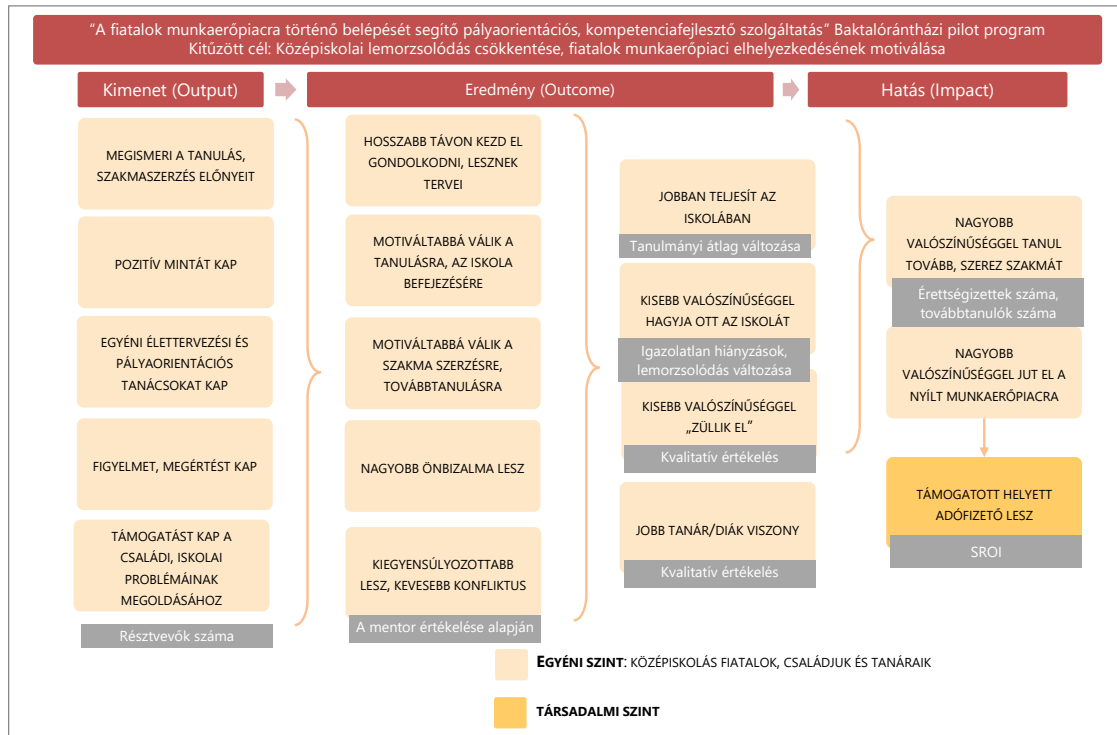 “A fiatalok munkaerőpiacra történő belépését segítő pályaorientációs, kompetenciafejlesztő szolgáltatás“ Baktalórántházi pilot program
Kitűzött cél: Középiskolai lemorzsolódás csökkentése, fiatalok munkaerőpiaci elhelyezkedésének motiválása
Kimenet (Output)
Eredmény (Outcome)
Hatás (Impact)
MEGISMERI A TANULÁS,
SZAKMASZERZÉS ELŐNYEIT
POZITÍV MINTÁT KAP
EGYÉNI ÉLETTERVEZÉSI ÉS
PÁLYAORIENTÁCIÓS
TANÁCSOKAT KAP
FIGYELMET, MEGÉRTÉST KAP
TÁMOGATÁST KAP A
CSALÁDI, ISKOLAI
PROBLÉMÁINAK
MEGOLDÁSÁHOZ
Résztvevők száma
HOSSZABB TÁVON KEZD EL
GONDOLKODNI, LESZNEK
TERVEI
MOTIVÁLTABBÁ VÁLIK A
TANULÁSRA, AZ ISKOLA
BEFEJEZÉSÉRE
MOTIVÁLTABBÁ VÁLIK A
SZAKMA SZERZÉSRE,
TOVÁBBTANULÁSRA
NAGYOBB ÖNBIZALMA LESZ
KIEGYENSÚLYOZOTTABB
LESZ, KEVESEBB KONFLIKTUS
A mentor értékelése alapján
JOBBAN TELJESÍT AZ
ISKOLÁBAN
Tanulmányi átlag változása
KISEBB VALÓSZÍNŰSÉGGEL
HAGYJA OTT AZ ISKOLÁT
Igazolatlan hiányzások,
lemorzsolódás változása
KISEBB VALÓSZÍNŰSÉGGEL
„ZÜLLIK EL”
Kvalitatív értékelés
JOBB TANÁR/DIÁK VISZONY
Kvalitatív értékelés
NAGYOBB
VALÓSZÍNŰSÉGGEL TANUL
TOVÁBB, SZEREZ SZAKMÁT
Érettségizettek száma,
továbbtanulók száma
NAGYOBB
VALÓSZÍNŰSÉGGEL JUT EL A
NYÍLT MUNKAERŐPIACRA
TÁMOGATOTT HELYETT
ADÓFIZETŐ LESZ
SROI
EGYÉNI SZINT: KÖZÉPISKOLÁS FIATALOK, CSALÁDJUK ÉS TANÁRAIK
TÁRSADALMI SZINT